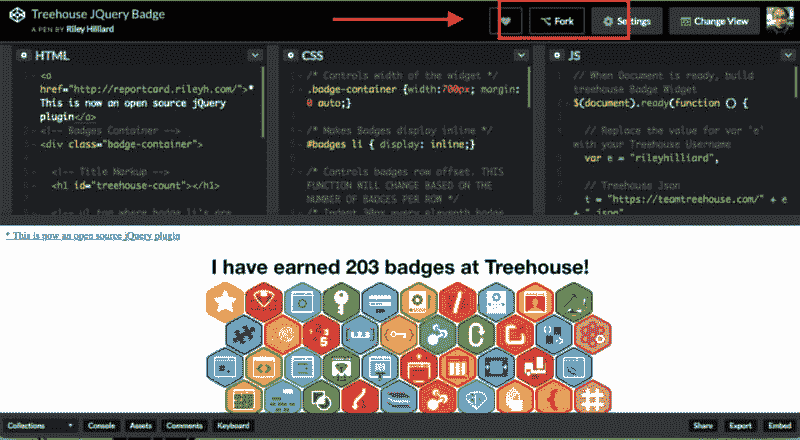 Treehouse JQuery Badge
A PEN BY Riley Hilliard
Fork
Settings
Change View
HTML
<a
href="http://reportcard.rileyh.com/">*
This is now an open source jQuery
plugin</a>
<!-- Badges Container -->
<div class="badge-container">
<!-- Title Markup -->
<h1 id="treehouse-count"></h1>
<!-- ul tag where badge li's are
CSS
/* Controls width of the widget */
.badge-container {width:700px; margin:
0 auto;}
/* Makes Badges display inline */
#badges li { display: inline;}
/* Controls badges row offset. THIS
FUNCTION WILL CHANGE BASED ON THE
NUMBER OF BADGES PER ROW */
/* Indent 30px every eleventh badge
JS
// When Document is ready, build
treehouse Badge Widget
$(document).ready(function () {
// Replace the value for var 'e'
with your Treehouse Username
var e = "rileyhilliard",
// Treehouse Json
t = "https://teamtreehouse.com/" + e
+ ".json"
* This is now an open source jQuery plugin
I have earned 203 badges at Treehouse!
Collections
Console
Assets
Comments
Keyboard
Share
Export
Embed